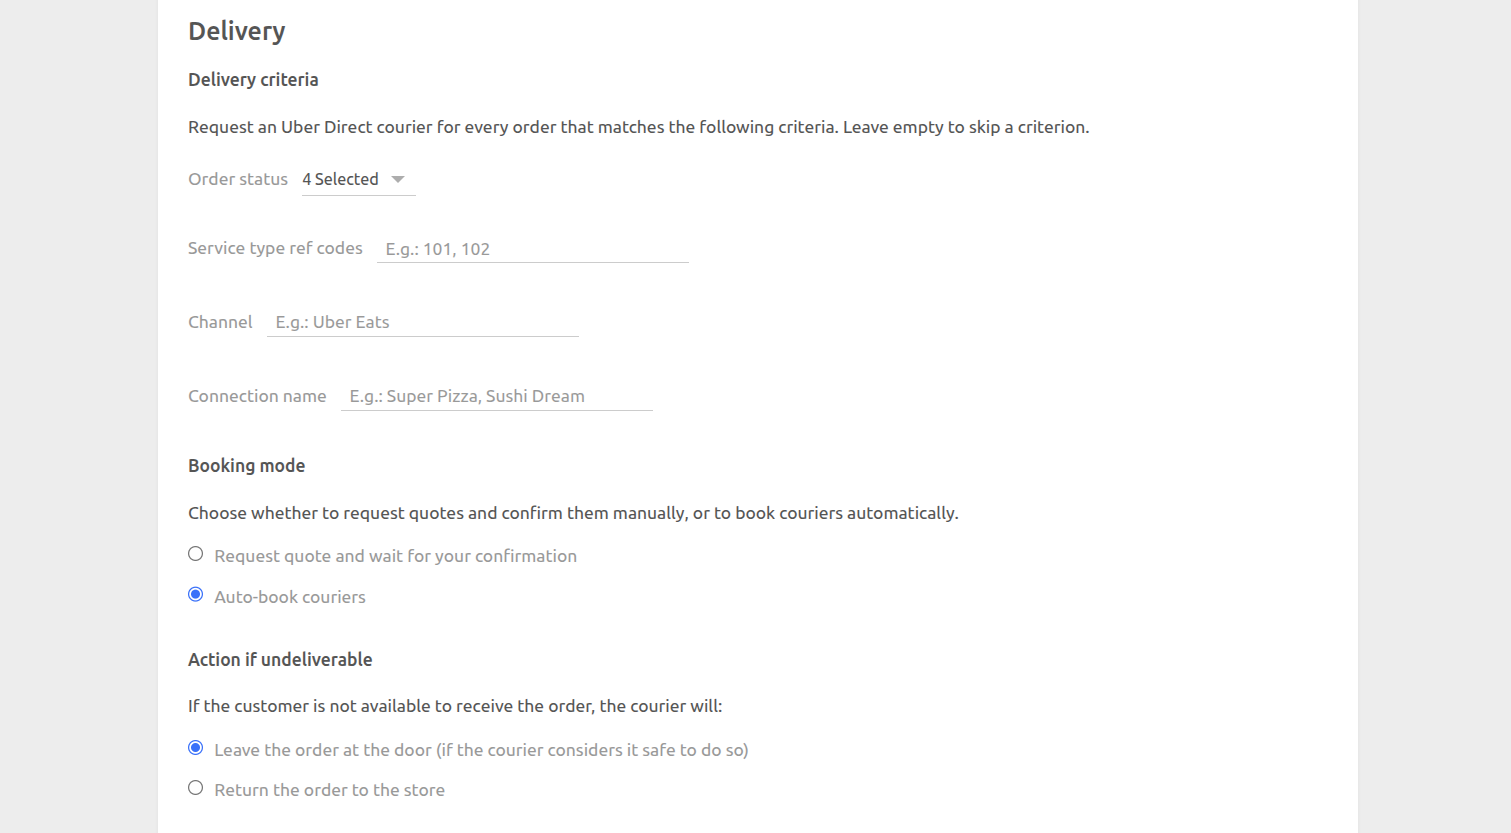 Delivery
Delivery criteria
Request an Uber Direct courier for every order that matches the following criteria. Leave empty to skip a criterion.
Order status 4 Selected
Service type ref codes E.g.: 101, 102
Channel E.g.: Uber Eats
Connection name E.g.: Super Pizza, Sushi Dream
Booking mode
Choose whether to request quotes and confirm them manually, or to book couriers automatically.
Request quote and wait for your confirmation
Auto-book couriers
Action if undeliverable
If the customer is not available to receive the order, the courier will:
Leave the order at the door (if the courier considers it safe to do so)
Return the order to the store